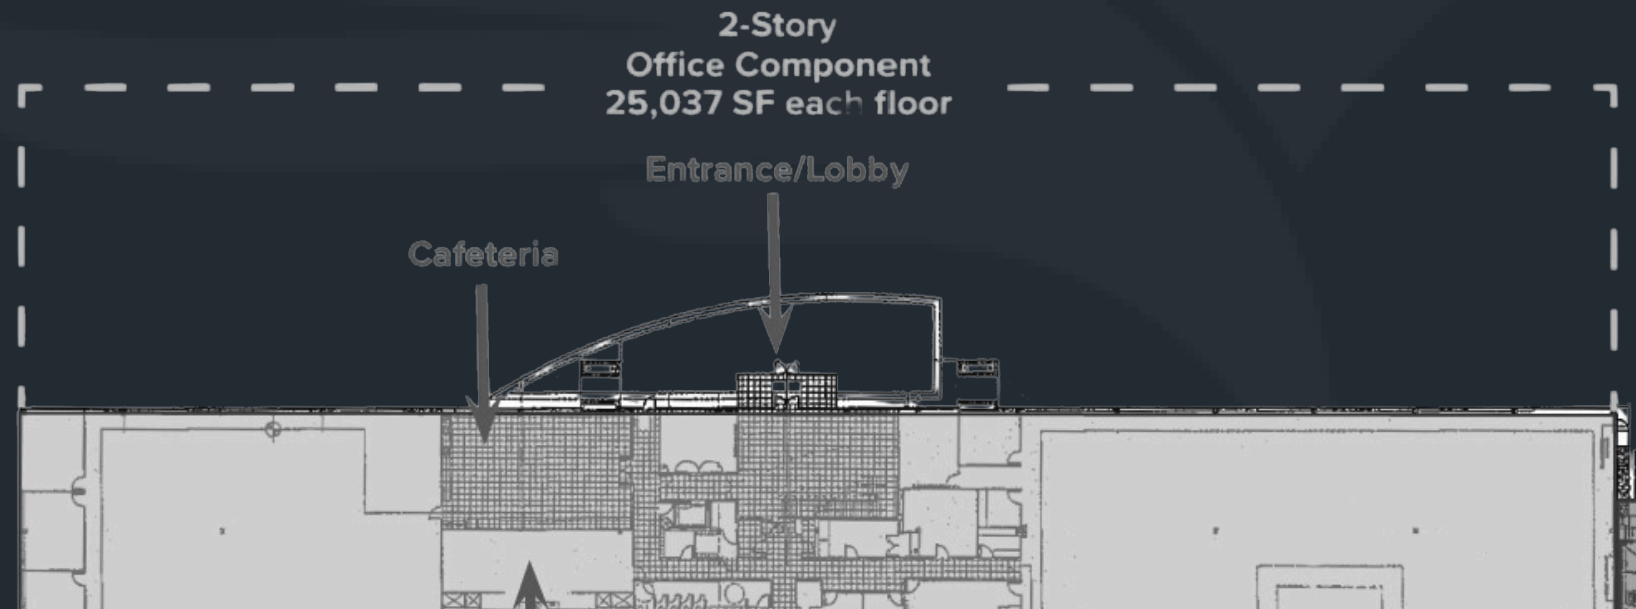 2-Story
Office Component
25,037 SF each floor
Entrance/Lobby
Cafeteria